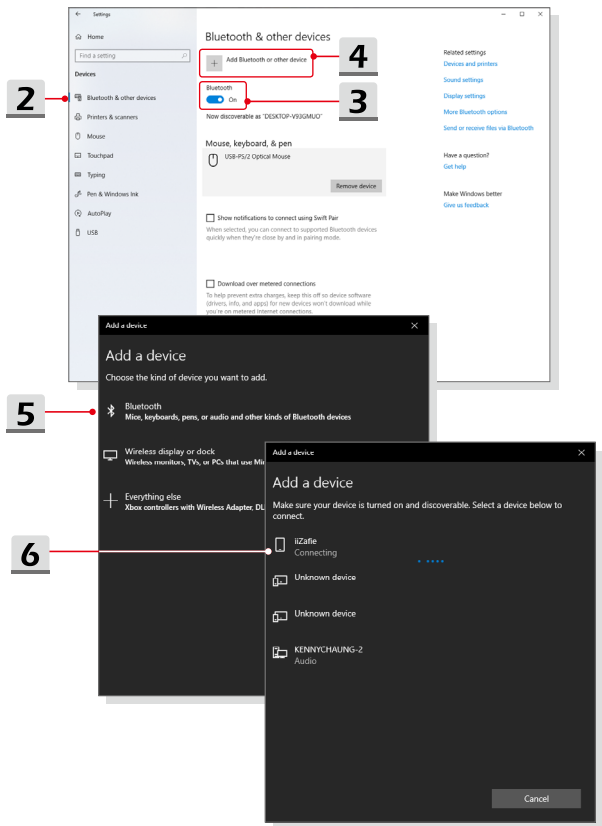 Settings
Home
Find a setting
Devices
Bluetooth & other devices
Printers & scanners
Mouse
Touchpad
Typing
Pen & Windows Ink
AutoPlay
USB
Bluetooth & other devices
Add Bluetooth or other device
Bluetooth
On
Now discoverable as "DESKTOP-V93GMUO"
Mouse, keyboard, & pen
USB-PS/2 Optical Mouse
Remove device
Show notifications to connect using Swift Pair
When selected, you can connect to supported Bluetooth devices
quickly when they're close by and in pairing mode.
Download over metered connections
To help prevent extra charges, keep this off so device software
(drivers, info, and apps) for new devices won't download while
you're on metered Internet connections.
Related settings
Devices and printers
Sound settings
Display settings
More Bluetooth options
Send or receive files via Bluetooth
Have a question?
Get help
Make Windows better
Give us feedback
2
4
3
Add a device
Add a device
Choose the kind of device you want to add.
5
Bluetooth
Mice, keyboards, pens, or audio and other kinds of Bluetooth devices
Wireless display or dock
Wireless monitors, TVs, or PCs that use
Everything else
Xbox controllers with Wireless Adapter,
6
Add a device
Add a device
Make sure your device is turned on and discoverable. Select a device below to
connect.
iiZafie
Connecting
Unknown device
Unknown device
KENNYCHAUNG-2
Audio
Cancel